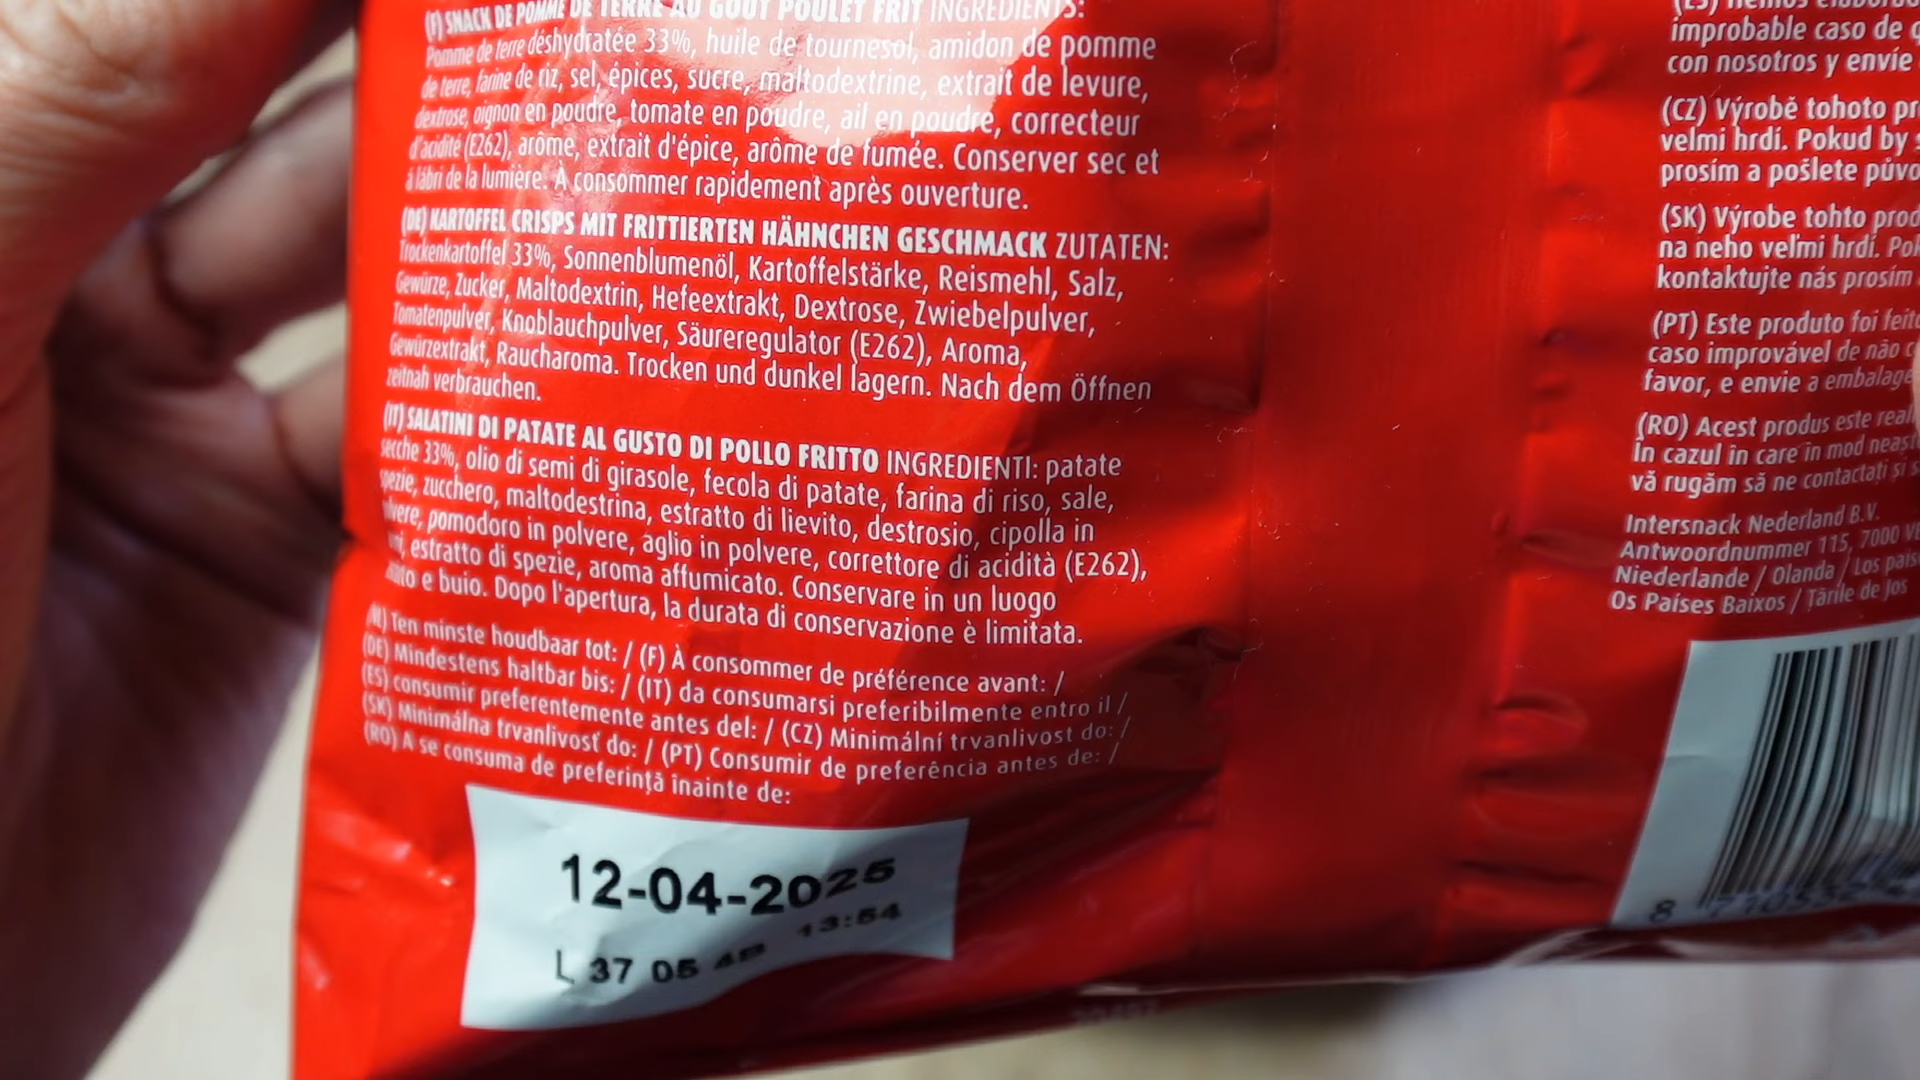 (F) SNACK DE POMME DE TERRE AU GOÛT POULET FRIT INGRÉDIENTS:
Pomme de terre déshydratée 33%, huile de tournesol, amidon de pomme
de terre, farine de riz, sel, épices, sucre, maltodextrine, extrait de levure,
dextrose, oignon en poudre, tomate en poudre, ail en poudre, correcteur
d'acidité (E262), arôme, extrait d'épice, arôme de fumée. Conserver sec et
à l'abri de la lumière. À consommer rapidement après ouverture.
(DE) KARTOFFEL CRISPS MIT FRITTIERTEN HÄHNCHEN GESCHMACK ZUTATEN:
Trockenkartoffel 33%, Sonnenblumenöl, Kartoffelstärke, Reismehl, Salz,
Gewürze, Zucker, Maltodextrin, Hefeextrakt, Dextrose, Zwiebelpulver,
Tomatenpulver, Knoblauchpulver, Säureregulator (E262), Aroma,
Gewürzextrakt, Raucharoma. Trocken und dunkel lagern. Nach dem Öffnen
zeitnah verbrauchen.
(IT) SALATINI DI PATATE AL GUSTO DI POLLO FRITTO INGREDIENTI: patate
secche 33%, olio di semi di girasole, fecola di patate, farina di riso, sale,
spezie, zucchero, maltodestrina, estratto di lievito, destrosio, cipolla in
polvere, pomodoro in polvere, aglio in polvere, correttore di acidità (E262),
estratto di spezie, aroma affumicato. Conservare in un luogo
e buio. Dopo l'apertura, la durata di conservazione è limitata.
Ten minste houdbaar tot: / (F) À consommer de préférence avant: /
(DE) Mindestens haltbar bis: / (IT) da consumarsi preferibilmente entro il /
(ES) consumir preferentemente antes del: / (CZ) Minimální trvanlivost do: /
(SK) Minimálna trvanlivosť do: / (PT) Consumir de preferência antes de: /
(RO) A se consuma de preferință înainte de:
12-04-2025
L 37 05 4B 13:54
improbable caso de
con nosotros y envíe
(CZ) Výrobě tohoto
velmi hrdí. Pokud by
prosím a pošlete
(SK) Výrobe tohto
na neho veľmi hrdí.
kontaktujte nás prosím
(PT) Este produto foi
caso improvável de não
favor, e envie a
(RO) Acest produs este
În cazul în care în mod
vă rugăm să ne contactați și
Intersnack Nederland B.V.
Antwoordnummer 115, 7000
Niederlande / Olanda / Los
Os Países Baixos / Țările de Jos
8